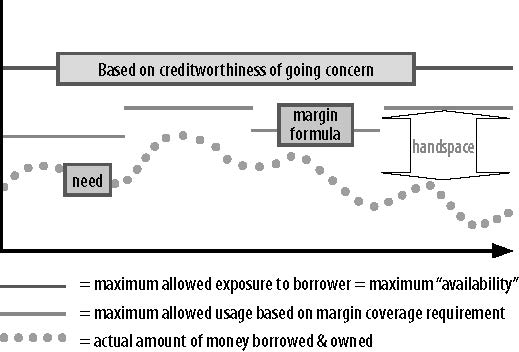 Based on creditworthiness of going concern
margin
formula
handspace
need
= maximum allowed exposure to borrower = maximum “availability”
= maximum allowed usage based on margin coverage requirement
= actual amount of money borrowed & owned